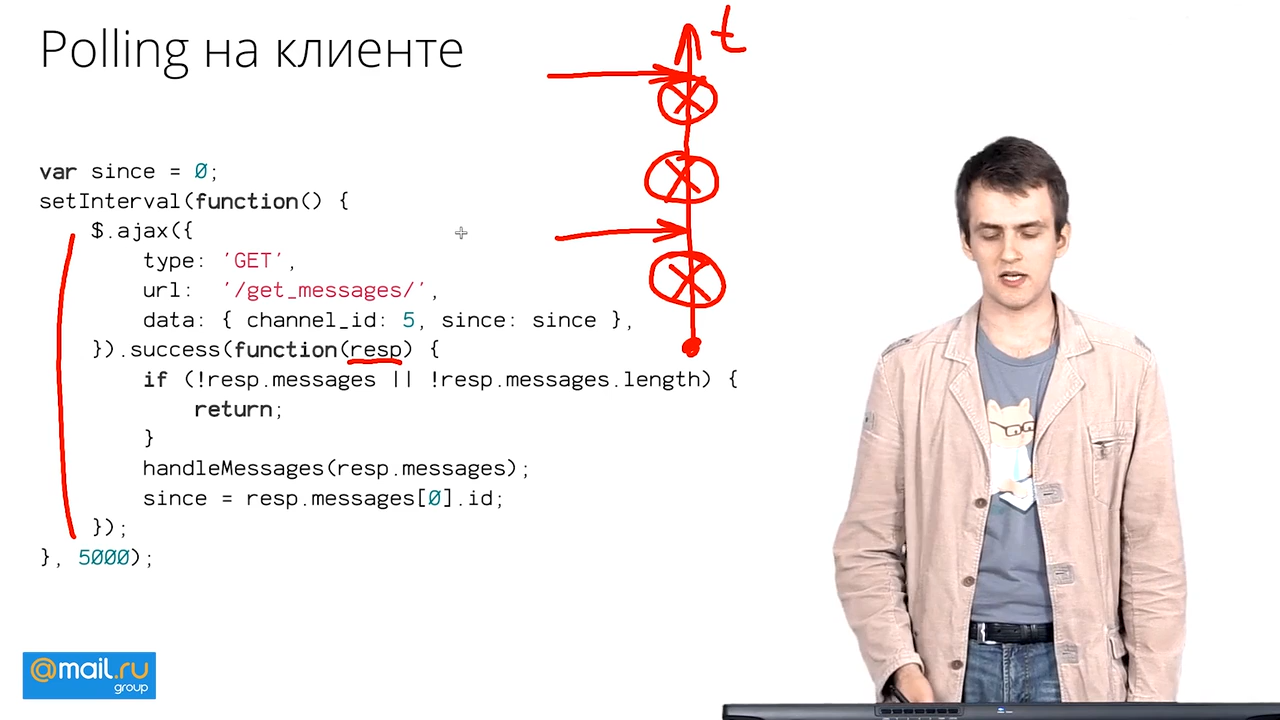 Polling на клиенте
t
var since = 0;
setInterval(function() {
$.ajax({
type: 'GET',
url: '/get_messages/',
data: { channel_id: 5, since: since },
}).success(function(resp) {
if (!resp.messages || !resp.messages.length) {
return;
}
handleMessages(resp.messages);
since = resp.messages[0].id;
});
}, 5000);
@mail.ru
group